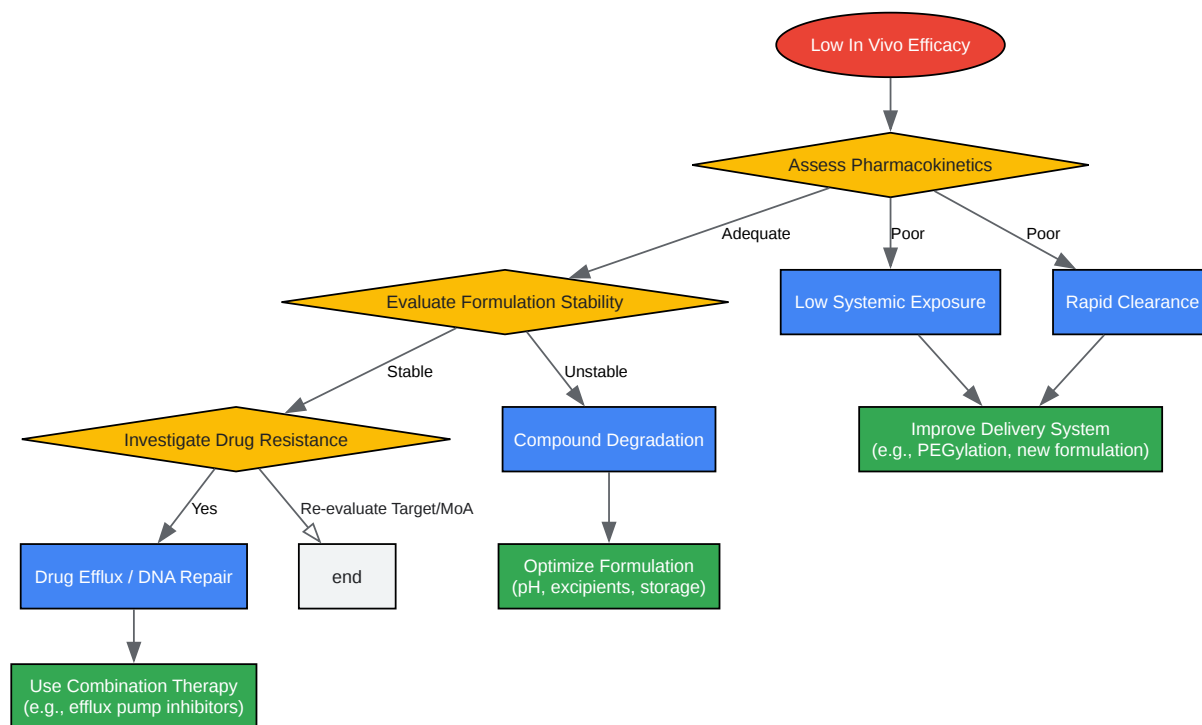 Low In Vivo Efficacy
Assess Pharmacokinetics
Adequate
Poor
Poor
Evaluate Formulation Stability
Low Systemic Exposure
Rapid Clearance
Stable
Unstable
Investigate Drug Resistance
Compound Degradation
Improve Delivery System
(e.g., PEGylation, new formulation)
Yes
Re-evaluate Target/MoA
Drug Efflux / DNA Repair
end
Optimize Formulation
(pH, excipients, storage)
Use Combination Therapy
(e.g., efflux pump inhibitors)